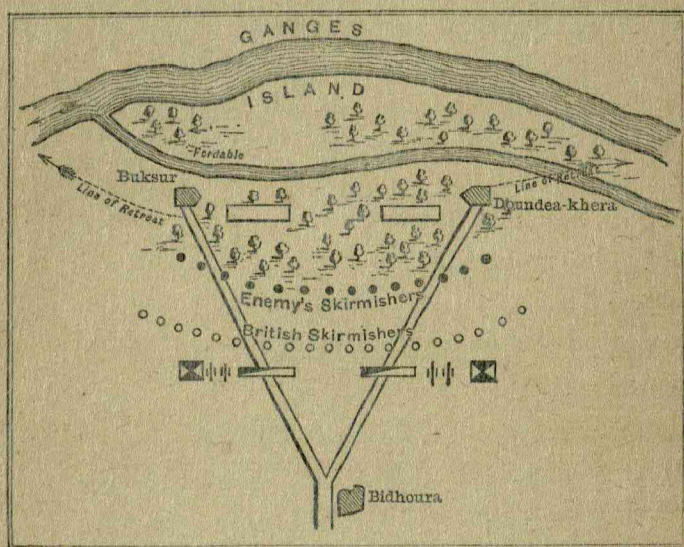 GANGES
ISLAND
Fordable
Buksur
Line of Retreat
Line of Retreat
Doundea-khera
Enemy's Skirmishers
British Skirmishers
Bidhoura